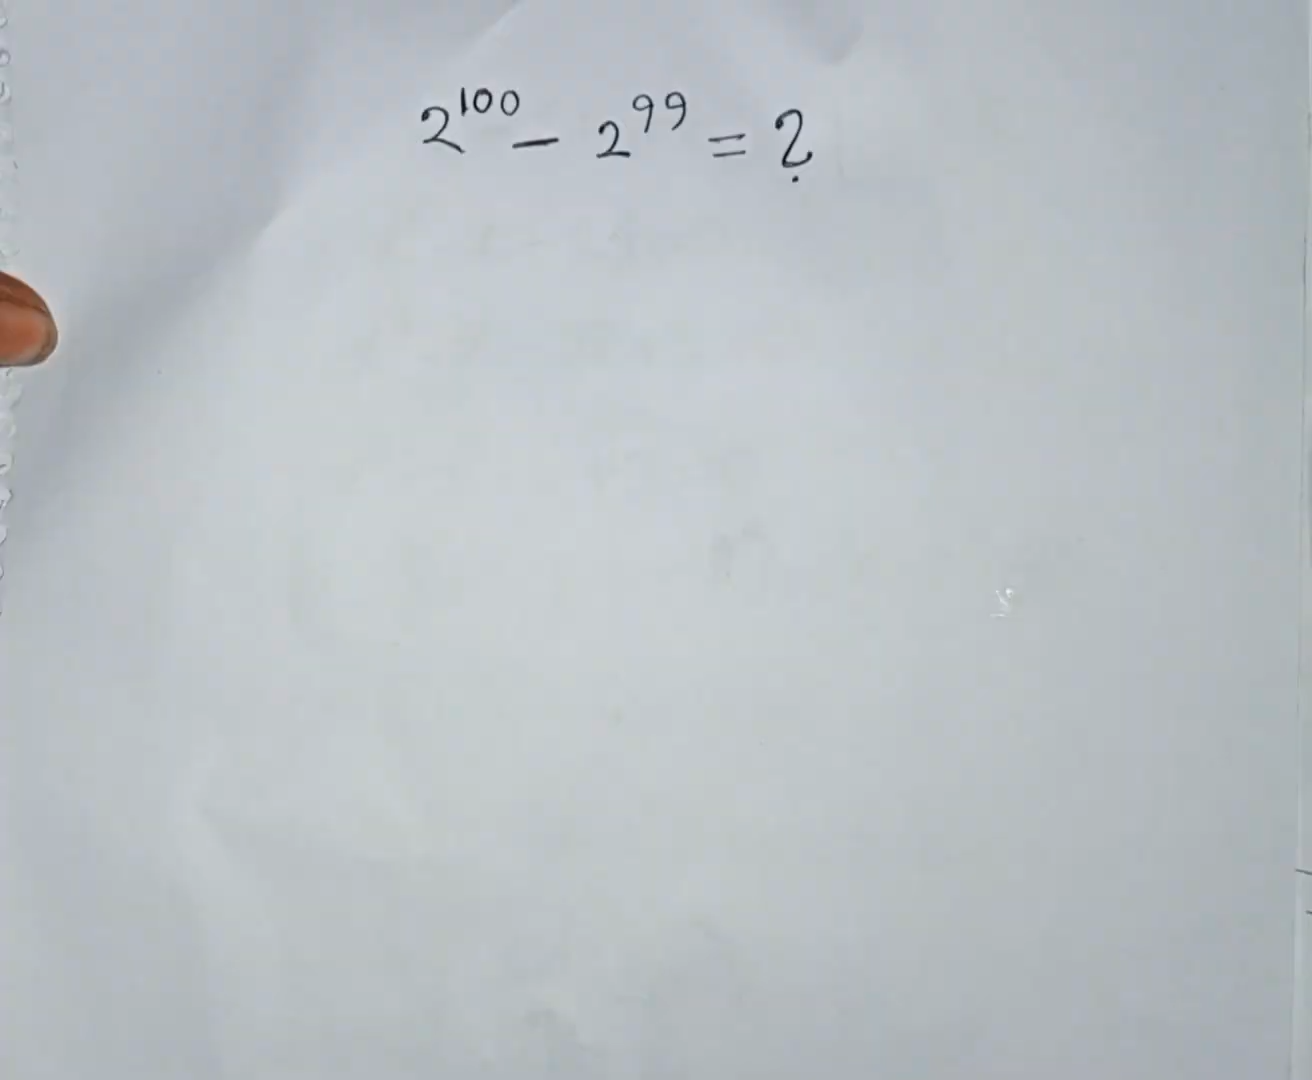 2¹⁰⁰ - 2⁹⁹ = ?